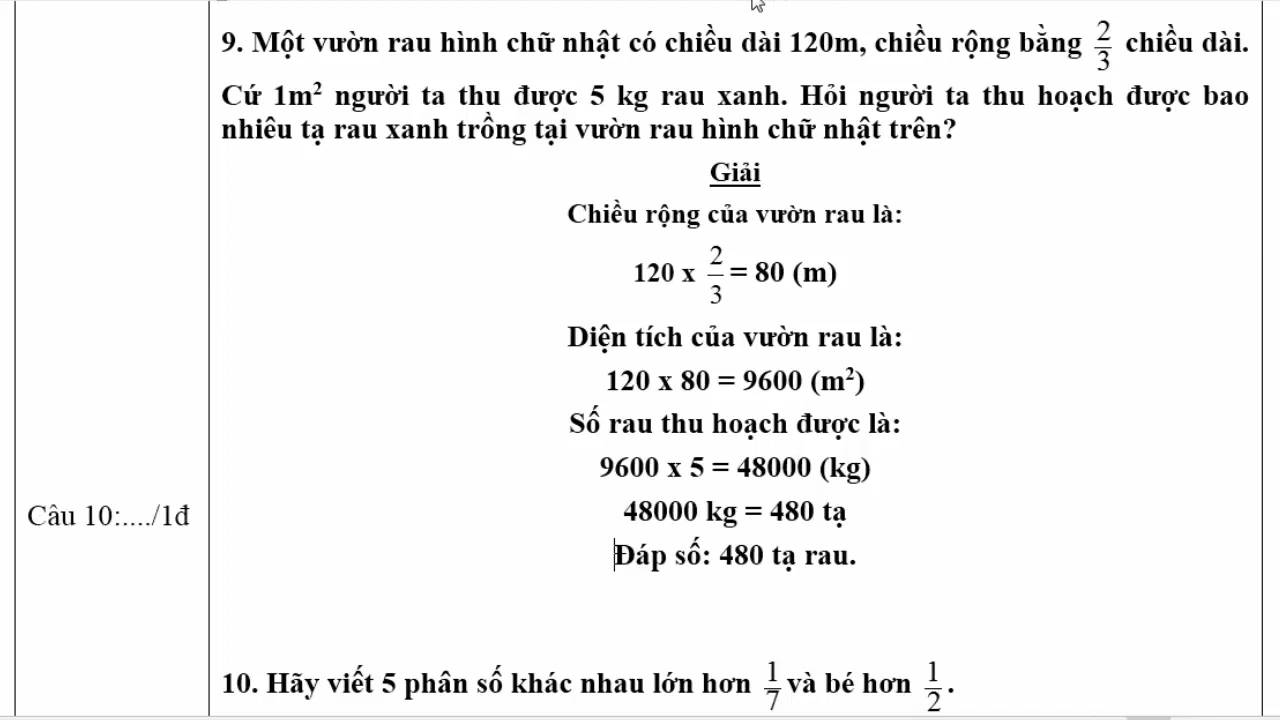 9. Một vườn rau hình chữ nhật có chiều dài 120m, chiều rộng bằng 2/3 chiều dài.
Cứ 1m² người ta thu được 5 kg rau xanh. Hỏi người ta thu hoạch được bao
nhiêu tạ rau xanh trồng tại vườn rau hình chữ nhật trên?
Giải
Chiều rộng của vườn rau là:
120 x 2/3 = 80 (m)
Diện tích của vườn rau là:
120 x 80 = 9600 (m²)
Số rau thu hoạch được là:
9600 x 5 = 48000 (kg)
48000 kg = 480 tạ
Câu 10:..../1đ
Đáp số: 480 tạ rau.
10. Hãy viết 5 phân số khác nhau lớn hơn 1/7 và bé hơn 1/2.